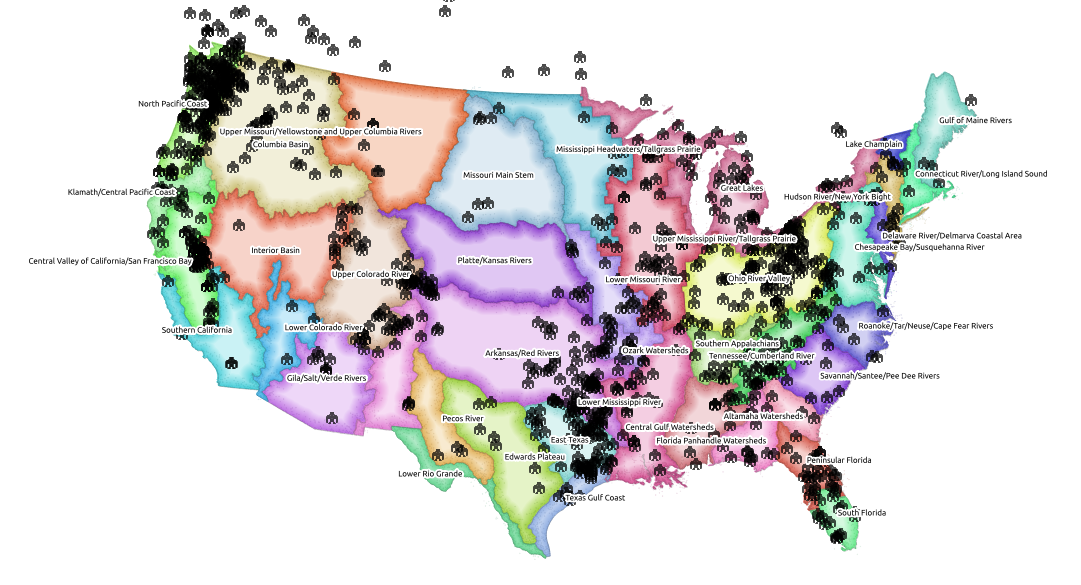 North Pacific Coast
Gulf of Maine Rivers
Upper Missouri/Yellowstone and Upper Columbia Rivers
Columbia Basin
Lake Champlain
Mississippi Headwaters/Tallgrass Prairie
Missouri Main Stem
Connecticut River/Long Island Sound
Klamath/Central Pacific Coast
Great Lakes
Hudson River/New York Bight
Delaware River/Delmarva Coastal Area
Upper Mississippi River/Tallgrass Prairie
Chesapeake Bay/Susquehanna River
Interior Basin
Central Valley of California/San Francisco Bay
Platte/Kansas Rivers
Upper Colorado River
Lower Missouri River
Ohio River Valley
Southern California
Lower Colorado River
Roanoke/Tar/Neuse/Cape Fear Rivers
Southern Appalachians
Arkansas/Red Rivers
Ozark Watersheds
Tennessee/Cumberland River
Gila/Salt/Verde Rivers
Savannah/Santee/Pee Dee Rivers
Lower Mississippi River
Pecos River
Altamaha Watersheds
Central Gulf Watersheds
East Texas
Florida Panhandle Watersheds
Edwards Plateau
Peninsular Florida
Lower Rio Grande
Texas Gulf Coast
South Florida